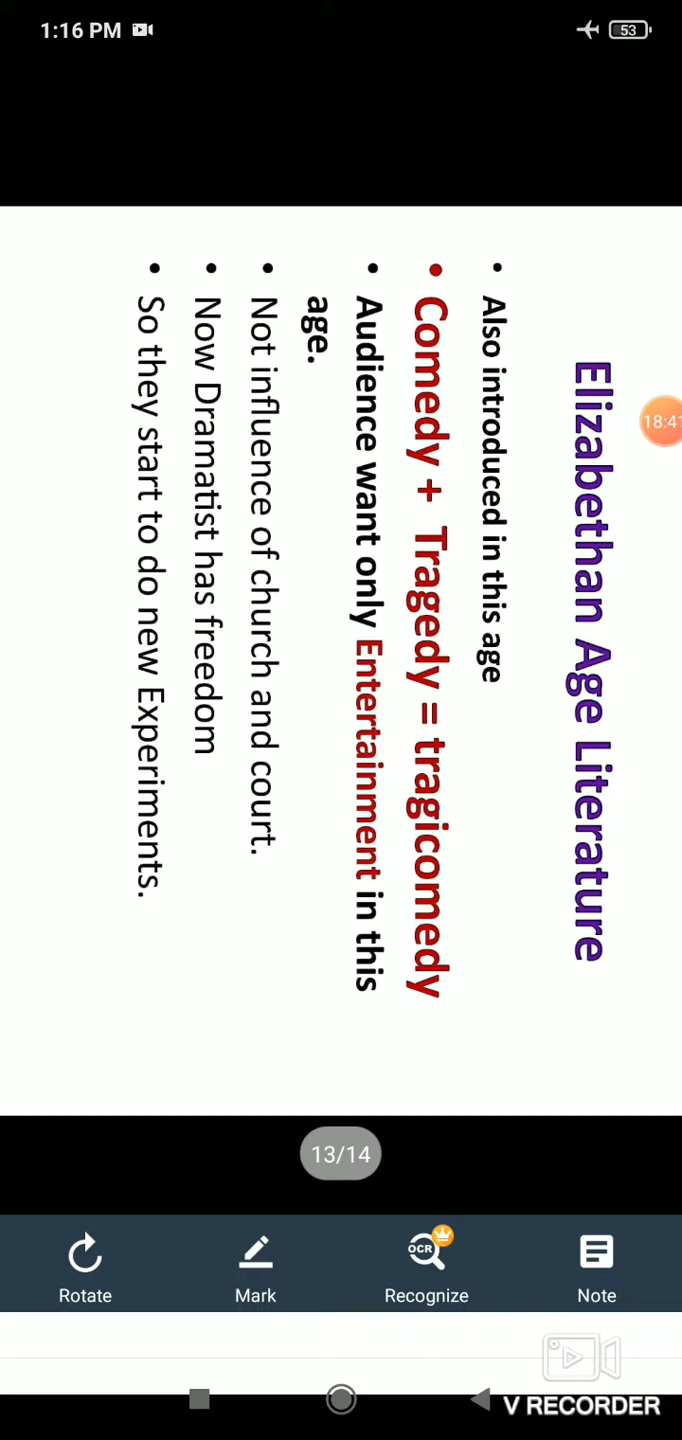 1:16 PM
53
Elizabethan Age Literature
18:41
• Also introduced in this age
• Comedy + Tragedy = tragicomedy
• Audience want only Entertainment in this
age.
• Not influence of church and court.
• Now Dramatist has freedom
• So they start to do new Experiments.
13/14
OCR
Rotate
Mark
Recognize
Note
V RECORDER